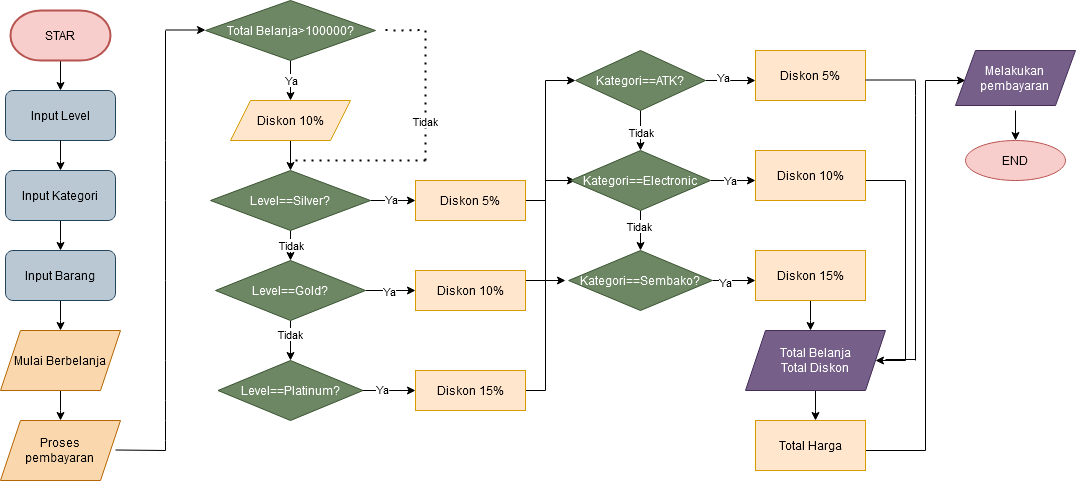 STAR
Input Level
Input Kategori
Input Barang
Mulai Berbelanja
Proses
pembayaran
Total Belanja>100000?
Ya
Tidak
Diskon 10%
Level==Silver?
Ya
Diskon 5%
Tidak
Level==Gold?
Ya
Diskon 10%
Tidak
Level==Platinum?
Ya
Diskon 15%
Kategori==ATK?
Ya
Diskon 5%
Tidak
Kategori==Electronic
Ya
Diskon 10%
Tidak
Kategori==Sembako?
Ya
Diskon 15%
Total Belanja
Total Diskon
Total Harga
Melakukan
pembayaran
END